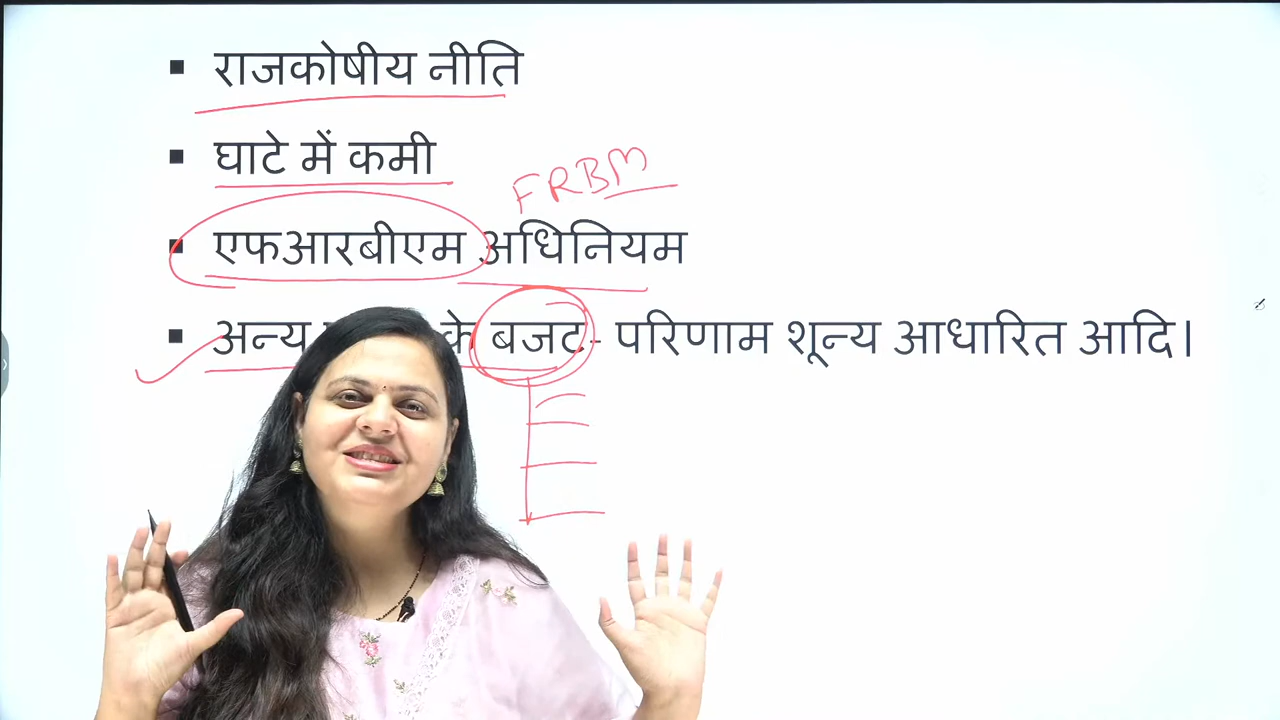 राजकोषीय नीति
घाटे में कमी
FRBM
एफआरबीएम अधिनियम
अन्य के बजट- परिणाम शून्य आधारित आदि।